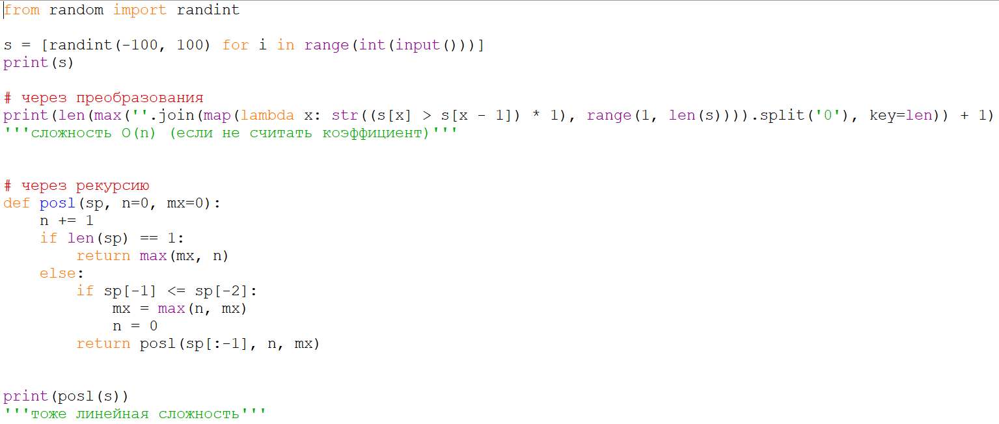 from random import randint
s = [randint(-100, 100) for i in range(int(input()))]
print(s)
# через преобразования
print(len(max(''.join(map(lambda x: str((s[x] > s[x - 1]) * 1), range(1, len(s)))).split('0'), key=len)) + 1)
'''сложность O(n) (если не считать коэффициент)'''
# через рекурсию
def posl(sp, n=0, mx=0):
    n += 1
    if len(sp) == 1:
        return max(mx, n)
    else:
        if sp[-1] <= sp[-2]:
            mx = max(n, mx)
            n = 0
        return posl(sp[:-1], n, mx)
print(posl(s))
'''тоже линейная сложность'''